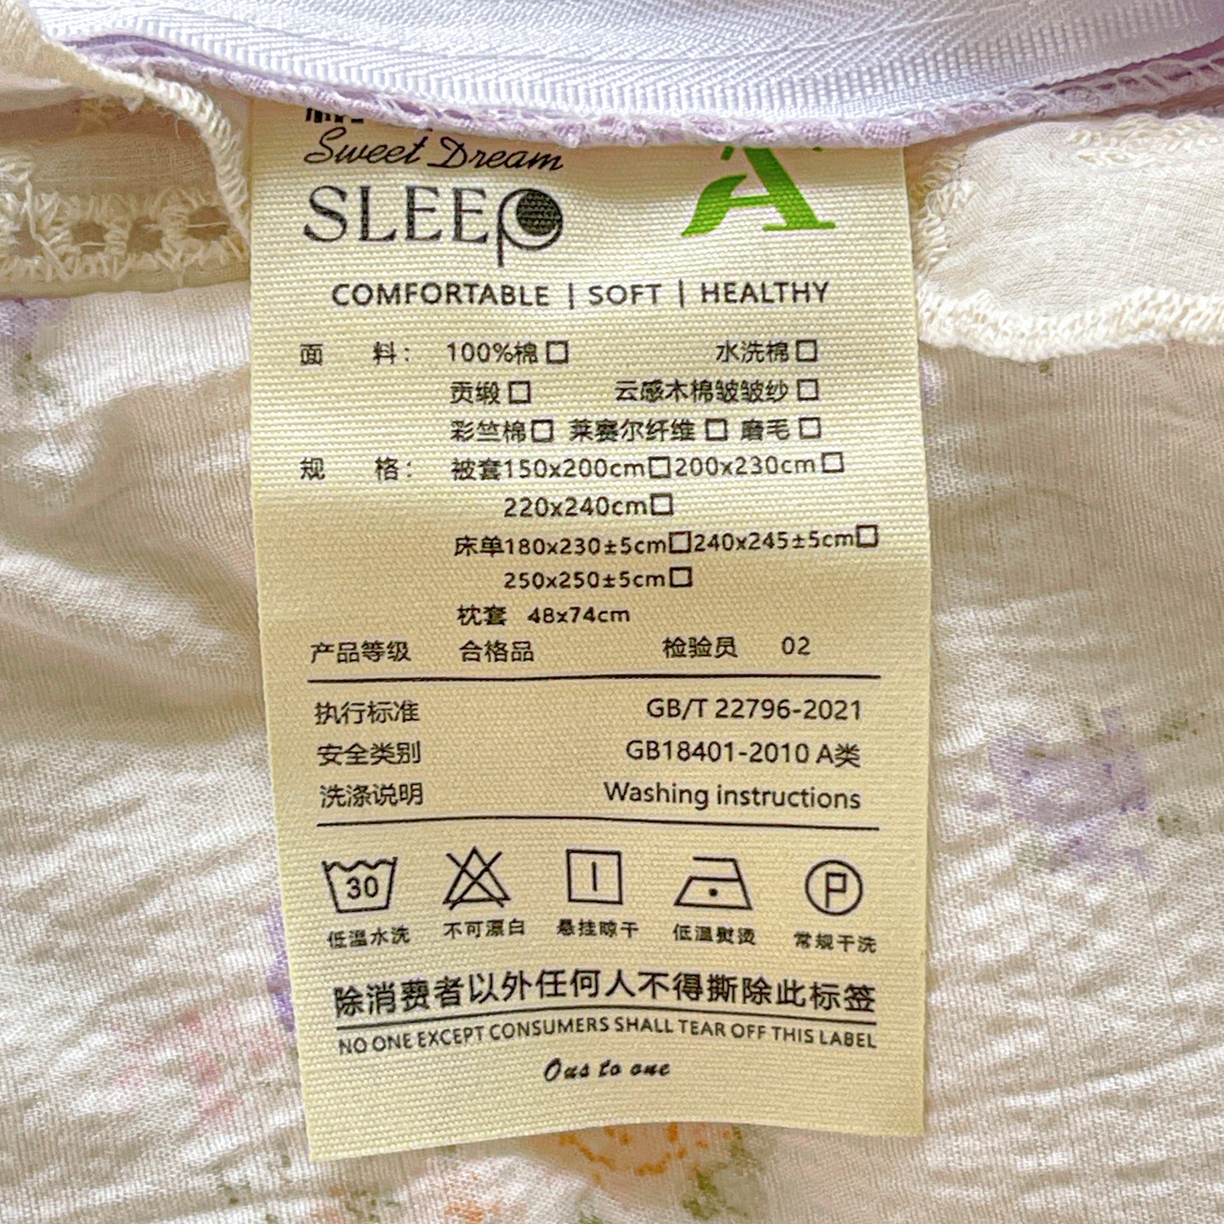 Sweet Dream
SLEEP
A
COMFORTABLE | SOFT | HEALTHY
面 料： 100%棉□ 水洗棉□
贡缎□ 云感木棉皱皱纱□
彩竺棉□ 莱赛尔纤维□ 磨毛□
规 格： 被套150x200cm□200x230cm□
220x240cm□
床单180x230±5cm□240x245±5cm□
250x250±5cm□
枕套 48x74cm
产品等级 合格品 检验员 02
执行标准 GB/T 22796-2021
安全类别 GB18401-2010 A类
洗涤说明 Washing instructions
30 P
低温水洗 不可漂白 悬挂晾干 低温熨烫 常规干洗
除消费者以外任何人不得撕除此标签
NO ONE EXCEPT CONSUMERS SHALL TEAR OFF THIS LABEL
Ous to one